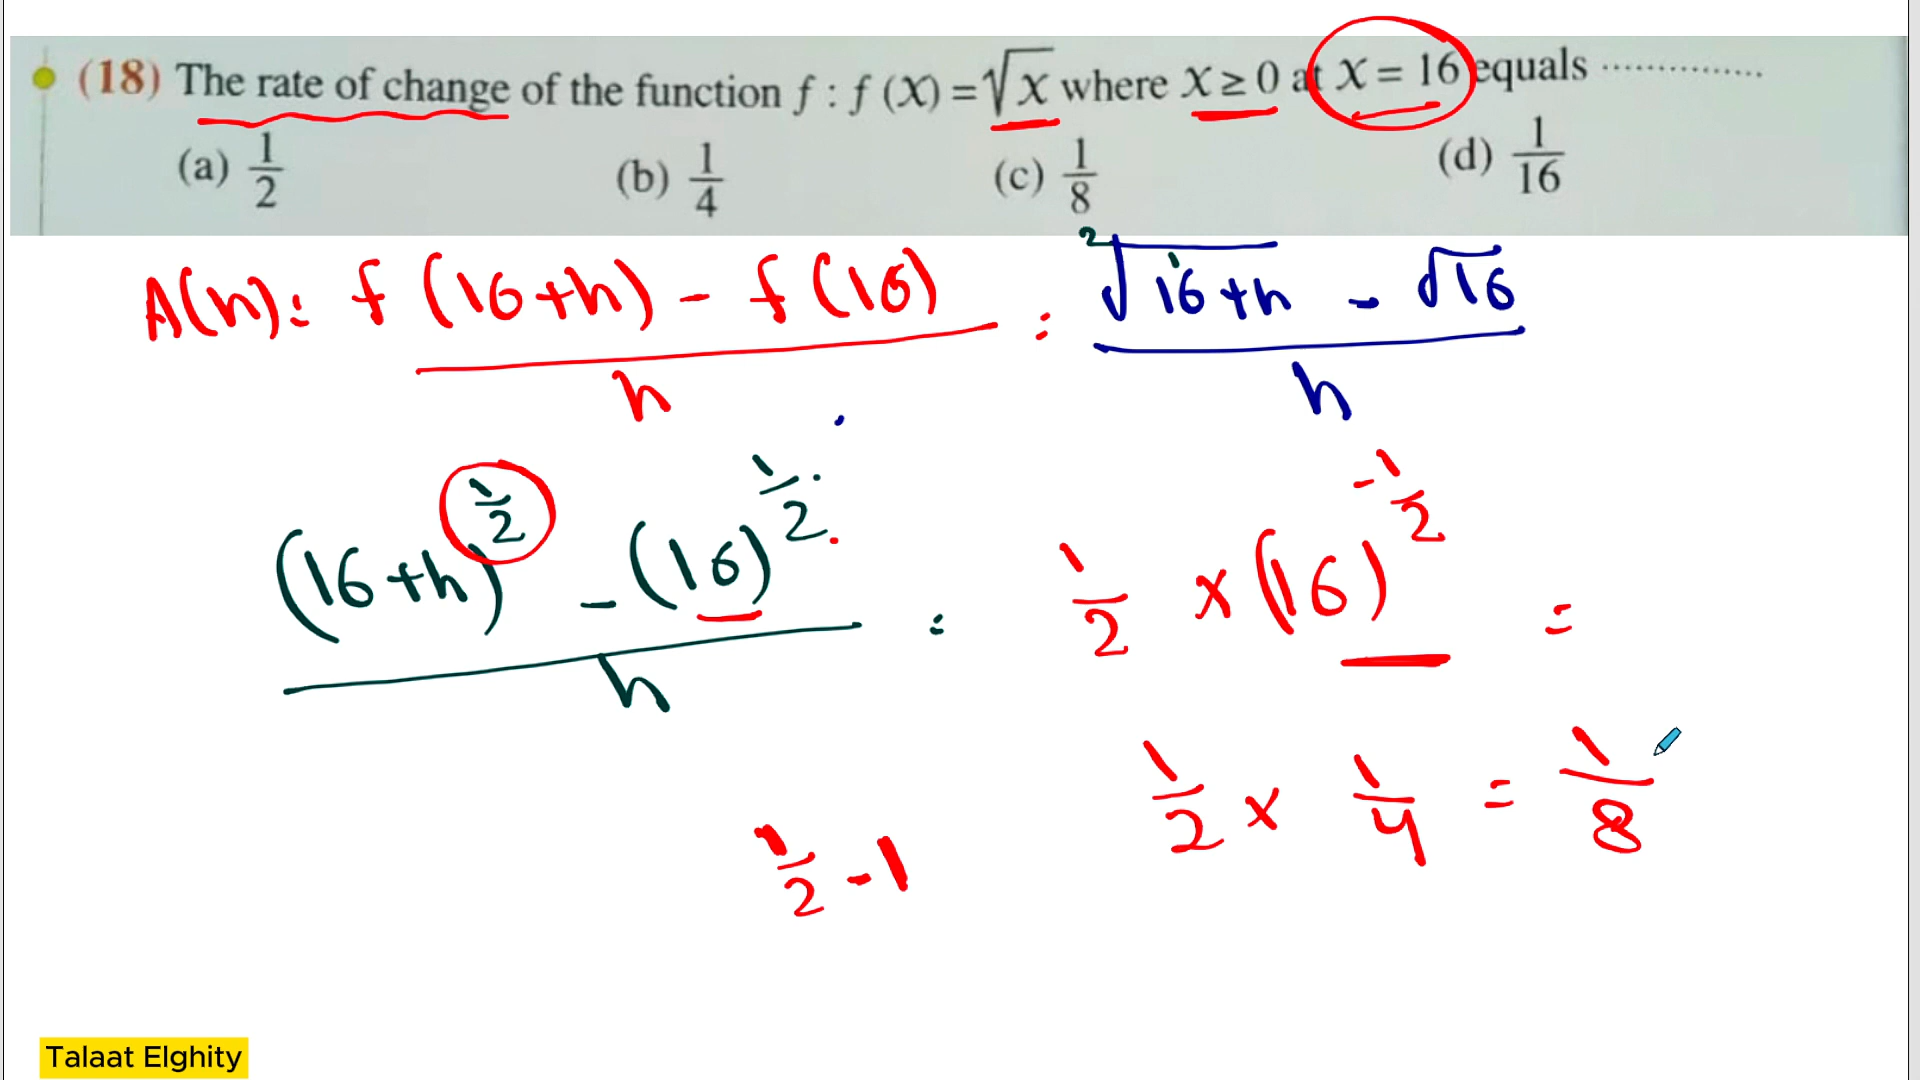 (18) The rate of change of the function f : f (X) = √X where X ≥ 0 at X = 16 equals ..............
(a) 1/2 (b) 1/4 (c) 1/8 (d) 1/16
A(h) = f(16+h) - f(16) / h = ²√16+h - √16 / h
(16+h)^1/2 - (16)^1/2 / h = 1/2 × (16)^-1/2 =
1/2 × 1/4 = 1/8
1/2 - 1
Talaat Elghity